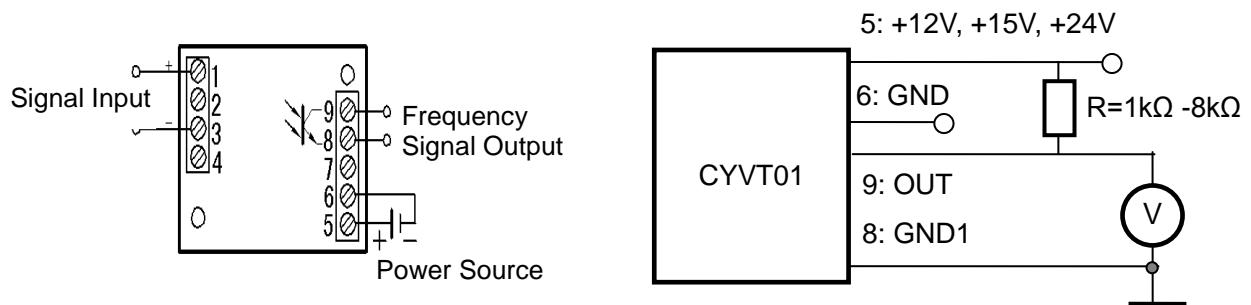 Signal Input
+
-
1
2
3
4
9
8
7
6
5
Frequency
Signal Output
+ -
Power Source
5: +12V, +15V, +24V
6: GND
R=1kΩ -8kΩ
CYVT01
9: OUT
8: GND1
V